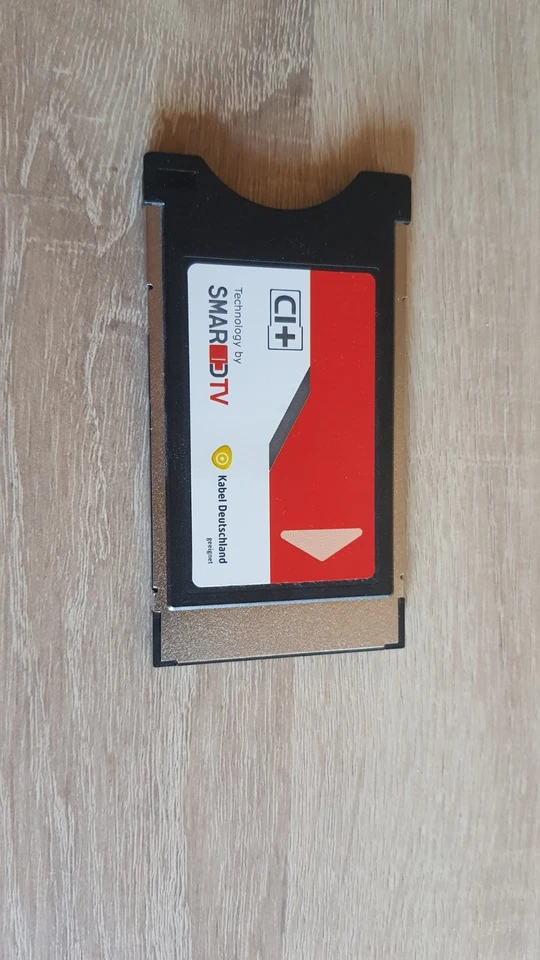 CI+
Technology by
SMARDTV
Kabel Deutschland
geeignet